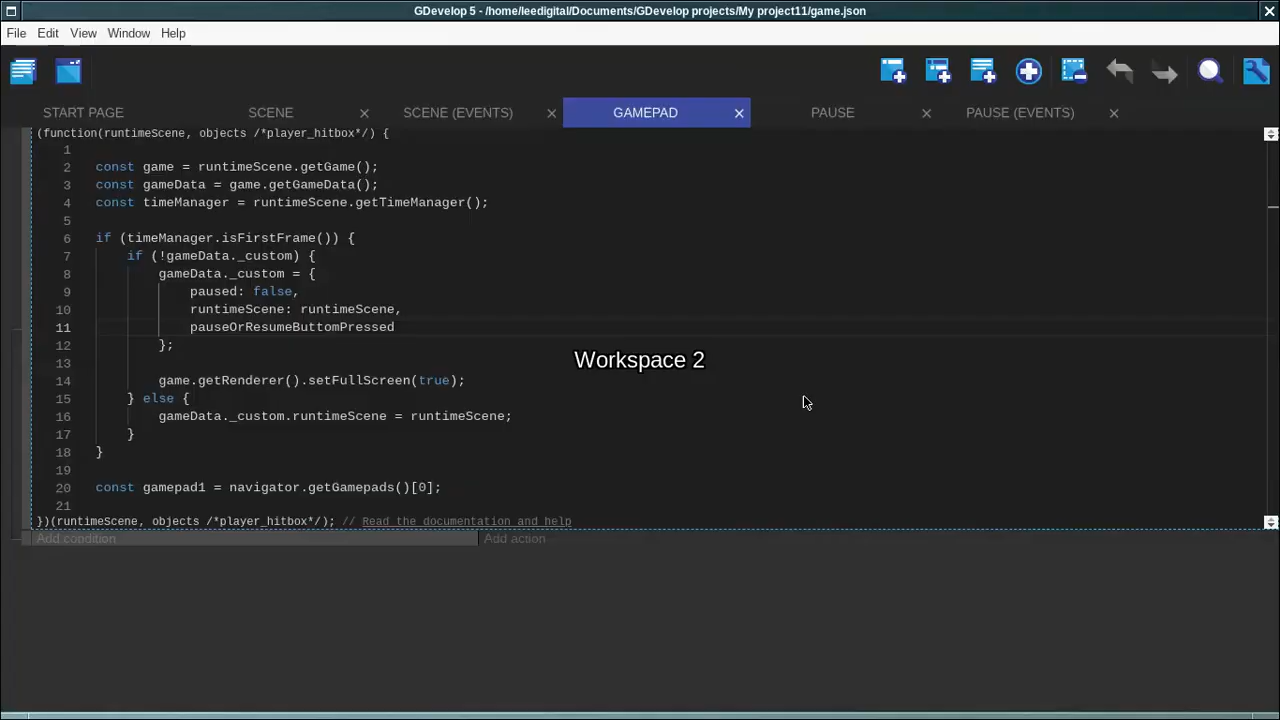 GDevelop 5 - /home/leedigital/Documents/GDevelop projects/My project11/game.json
File Edit View Window Help
START PAGE SCENE SCENE (EVENTS) GAMEPAD PAUSE PAUSE (EVENTS)
(function(runtimeScene, objects /*player_hitbox*/) {
1
2 const game = runtimeScene.getGame();
3 const gameData = game.getGameData();
4 const timeManager = runtimeScene.getTimeManager();
5
6 if (timeManager.isFirstFrame()) {
7 if (!gameData._custom) {
8 gameData._custom = {
9 paused: false,
10 runtimeScene: runtimeScene,
11 pauseOrResumeButtomPressed
12 };
Workspace 2
13
14 game.getRenderer().setFullScreen(true);
15 } else {
16 gameData._custom.runtimeScene = runtimeScene;
17 }
18 }
19
20 const gamepad1 = navigator.getGamepads()[0];
21
})(runtimeScene, objects /*player_hitbox*/); // Read the documentation and help
Add condition Add action